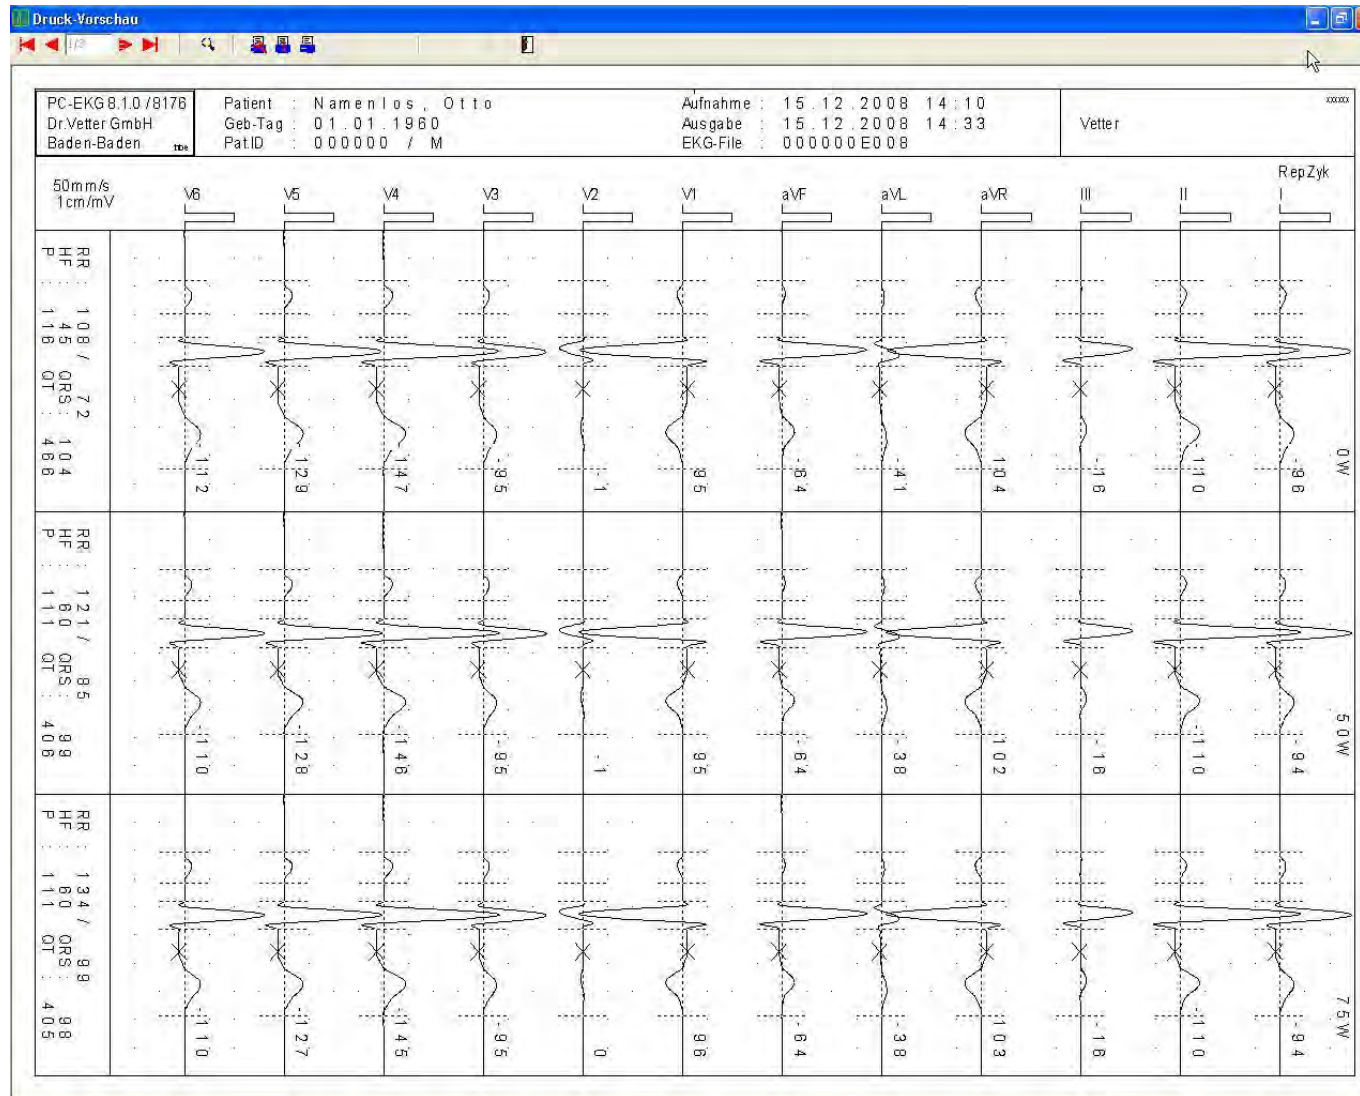 Druck-Vorschau
1/3
PC-EKG 8.1.0 / 8176
Dr.Vetter GmbH
Baden-Baden
Patient : Namenlos, Otto
Geb-Tag : 01.01.1960
Pat.ID : 000000 / M
Aufnahme : 15.12.2008 14:10
Ausgabe : 15.12.2008 14:33
EKG-File : 000000E008
Vetter
xxxxxx
50mm/s
1cm/mV
RepZyk
V6 V5 V4 V3 V2 V1 aVF aVL aVR III II I
RR : 108 / 72
HF : 45 QRS: 104
P : 116 QT : 466
-112 -129 -147 -95 -1 95 -64 -41 104 -16 -110 -96
0W
RR : 121 / 85
HF : 60 QRS: 99
P : 111 QT : 406
-110 -128 -146 -95 -1 95 -64 -38 102 -16 -110 -94
50W
RR : 134 / 99
HF : 60 QRS: 98
P : 111 QT : 405
-110 -127 -145 -95 0 96 -64 -38 103 -16 -110 -94
75W